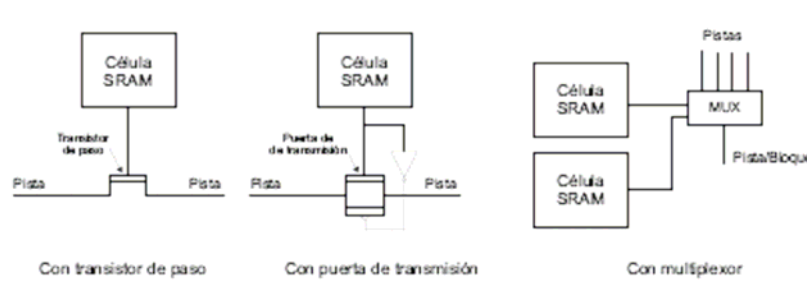 Célula
SRAM
Transistor
de paso
Pista
Pista
Con transistor de paso
Célula
SRAM
Puerta de
de transmisión
Pista
Pista
Con puerta de transmisión
Pistas
Célula
SRAM
MUX
Pista/Bloque
Célula
SRAM
Con multiplexor